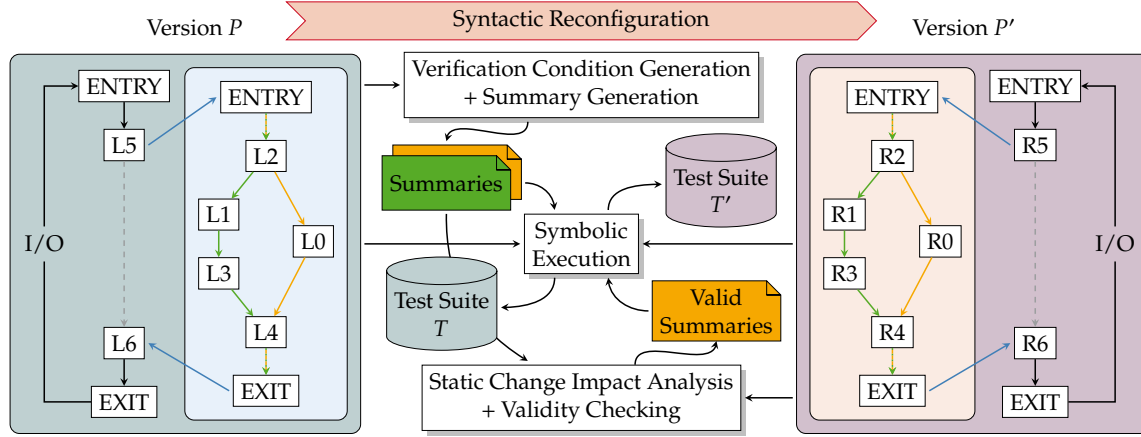 Syntactic Reconfiguration
Version P
Version P′
ENTRY
L5
I/O
L6
EXIT
ENTRY
L2
L1
L0
L3
L4
EXIT
Verification Condition Generation
+ Summary Generation
Summaries
Test Suite
T′
Symbolic
Execution
Test Suite
T
Valid
Summaries
Static Change Impact Analysis
+ Validity Checking
ENTRY
R2
R1
R0
R3
R4
EXIT
ENTRY
R5
I/O
R6
EXIT